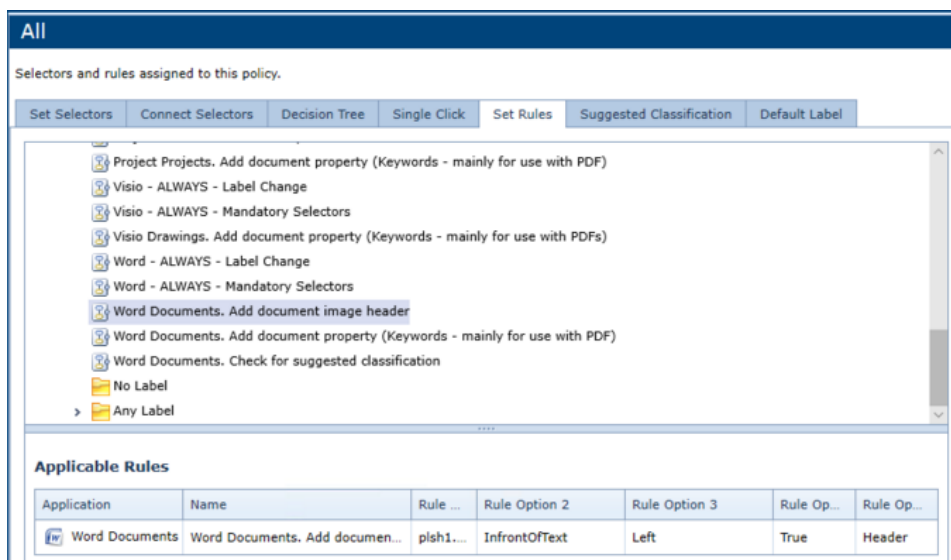 All
Selectors and rules assigned to this policy.
Set Selectors Connect Selectors Decision Tree Single Click Set Rules Suggested Classification Default Label
Project Projects. Add document property (Keywords - mainly for use with PDF)
Visio - ALWAYS - Label Change
Visio - ALWAYS - Mandatory Selectors
Visio Drawings. Add document property (Keywords - mainly for use with PDFs)
Word - ALWAYS - Label Change
Word - ALWAYS - Mandatory Selectors
Word Documents. Add document image header
Word Documents. Add document property (Keywords - mainly for use with PDF)
Word Documents. Check for suggested classification
No Label
Any Label
Applicable Rules
Application Name Rule ... Rule Option 2 Rule Option 3 Rule Op... Rule Op...
Word Documents Word Documents. Add documen... plsh1.... InfrontOfText Left True Header